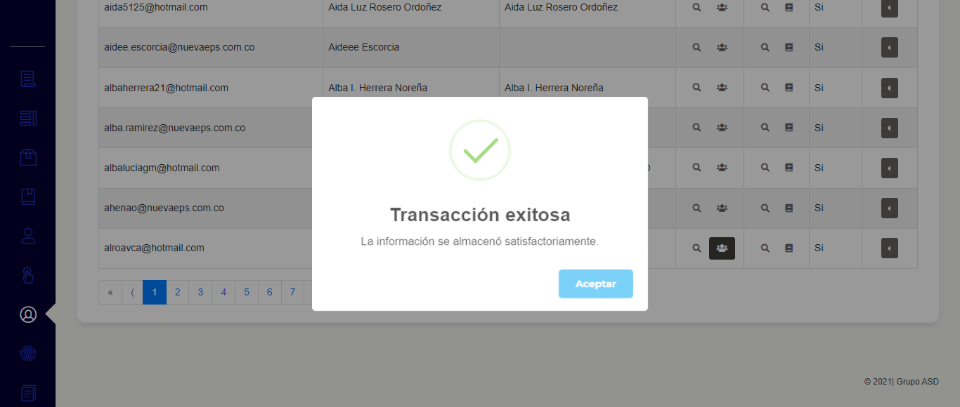 aida5125@hotmail.com Aida Luz Rosero Ordoñez Aida Luz Rosero Ordoñez Si
aidee.escorcia@nuevaeps.com.co Aideee Escorcia Si
albaherrera21@hotmail.com Alba I. Herrera Noreña Alba I. Herrera Noreña Si
alba.ramirez@nuevaeps.com.co Si
albaluciagm@hotmail.com ) Si
ahenao@nuevaeps.com.co Si
alroavca@hotmail.com Si
Transacción exitosa
La información se almacenó satisfactoriamente.
Aceptar
« ⟨ 1 2 3 4 5 6 7
© 2021| Grupo ASD